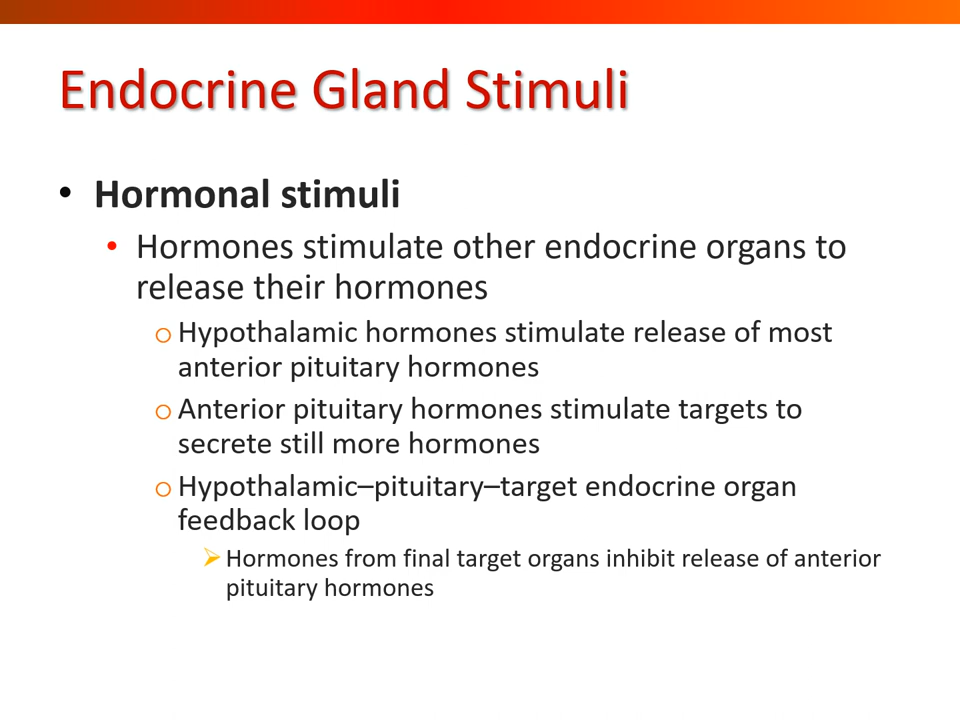 Endocrine Gland Stimuli
• Hormonal stimuli
• Hormones stimulate other endocrine organs to
release their hormones
o Hypothalamic hormones stimulate release of most
anterior pituitary hormones
o Anterior pituitary hormones stimulate targets to
secrete still more hormones
o Hypothalamic–pituitary–target endocrine organ
feedback loop
➢ Hormones from final target organs inhibit release of anterior
pituitary hormones